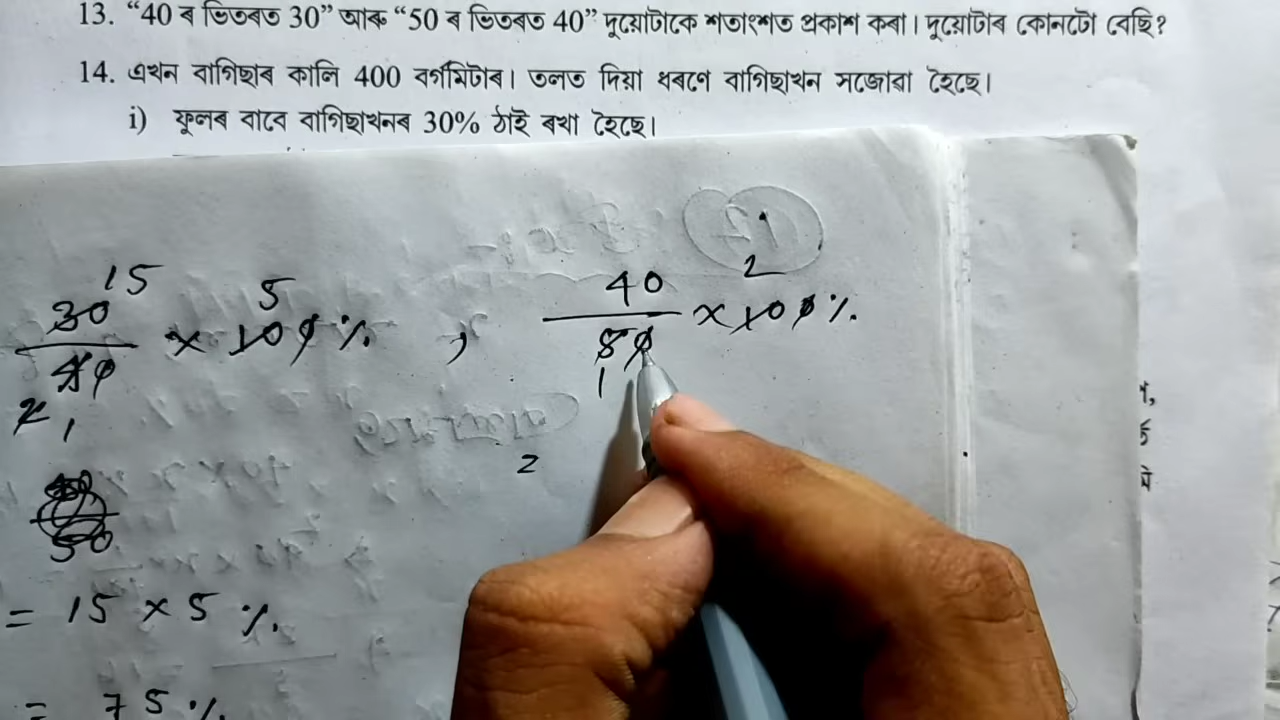 13. “40 ৰ ভিতৰত 30” আৰু “50 ৰ ভিতৰত 40” দুয়োটাকে শতাংশত প্ৰকাশ কৰা। দুয়োটাৰ কোনটো বেছি?
14. এখন বাগিছাৰ কালি 400 বৰ্গমিটাৰ। তলত দিয়া ধৰণে বাগিছাখন সজোৱা হৈছে।
i) ফুলৰ বাবে বাগিছাখনৰ 30% ঠাই ৰখা হৈছে।
15 5 2
30/40 × 100 % , 40/50 × 100 %
2 1 1
2
50
= 15 × 5 %
= 75 %